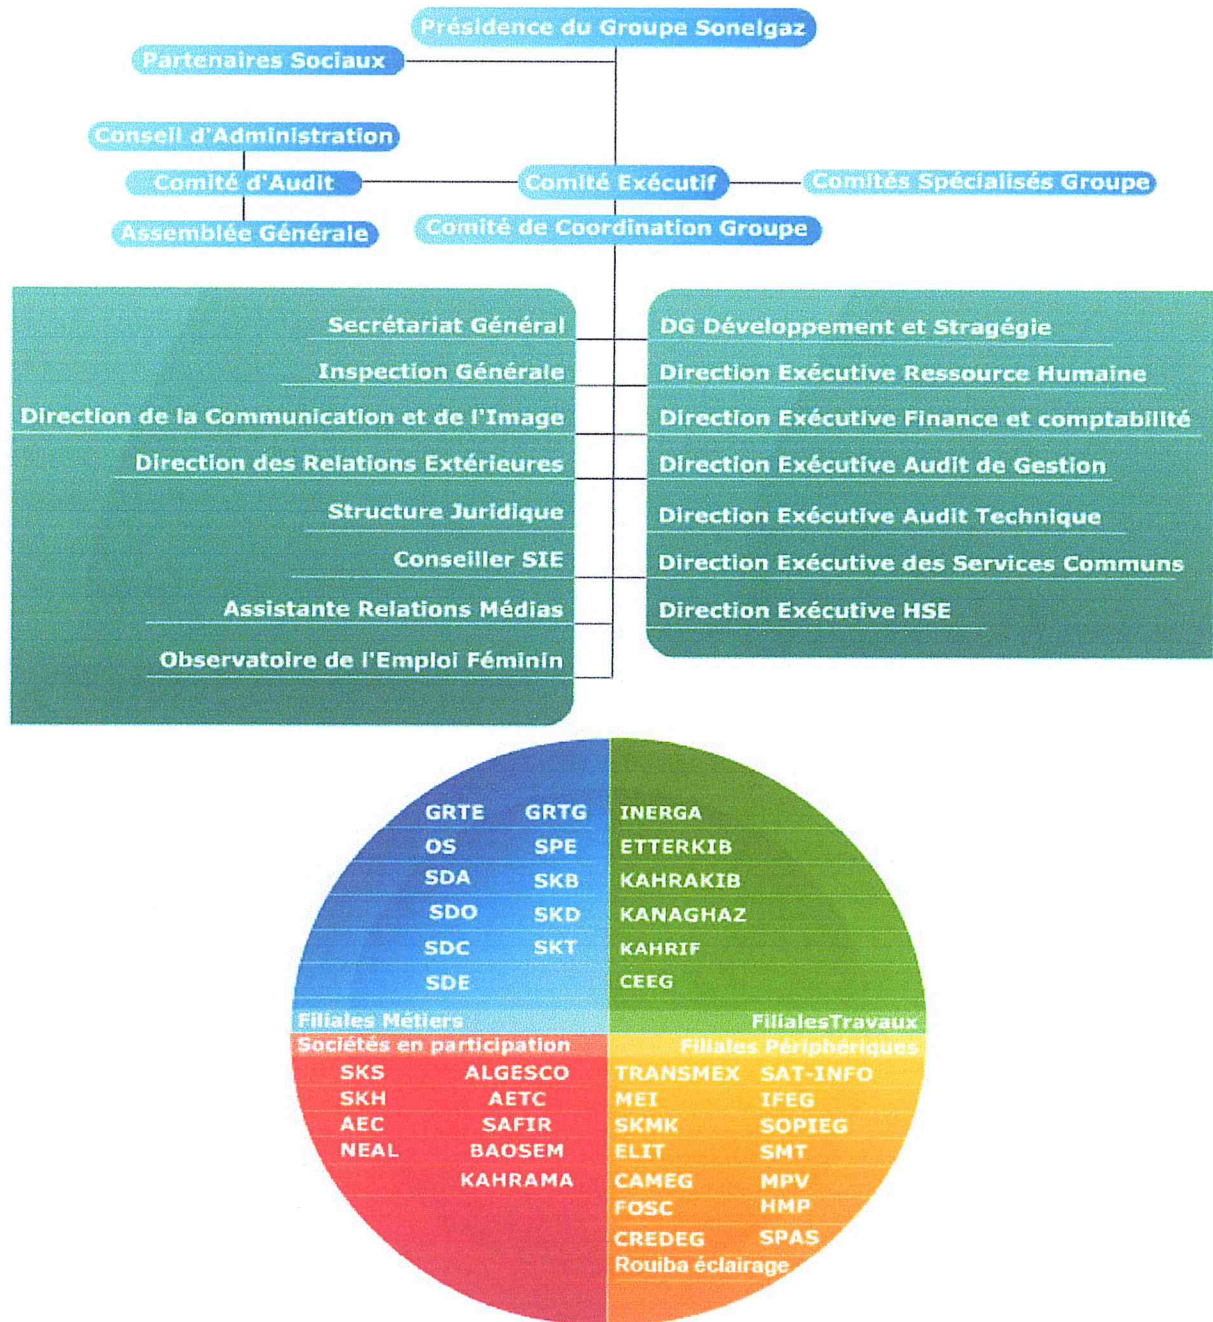 Présidence du Groupe Sonelgaz
Partenaires Sociaux
Conseil d'Administration
Comité d'Audit
Comité Exécutif
Comités Spécialisés Groupe
Assemblée Générale
Comité de Coordination Groupe
Secrétariat Général
Inspection Générale
Direction de la Communication et de l'Image
Direction des Relations Extérieures
Structure Juridique
Conseiller SIE
Assistante Relations Médias
Observatoire de l'Emploi Féminin
DG Développement et Stragégie
Direction Exécutive Ressource Humaine
Direction Exécutive Finance et comptabilité
Direction Exécutive Audit de Gestion
Direction Exécutive Audit Technique
Direction Exécutive des Services Communs
Direction Exécutive HSE
GRTE GRTG
OS SPE
SDA SKB
SDO SKD
SDC SKT
SDE
Filiales Métiers
INERGA
ETTERKIB
KAHRAKIB
KANAGHAZ
KAHRIF
CEEG
FilialesTravaux
Sociétés en participation
SKS ALGESCO
SKH AETC
AEC SAFIR
NEAL BAOSEM
KAHRAMA
Filiales Périphériques
TRANSMEX SAT-INFO
MEI IFEG
SKMK SOPIEG
ELIT SMT
CAMEG MPV
FOSC HMP
CREDEG SPAS
Rouiba éclairage